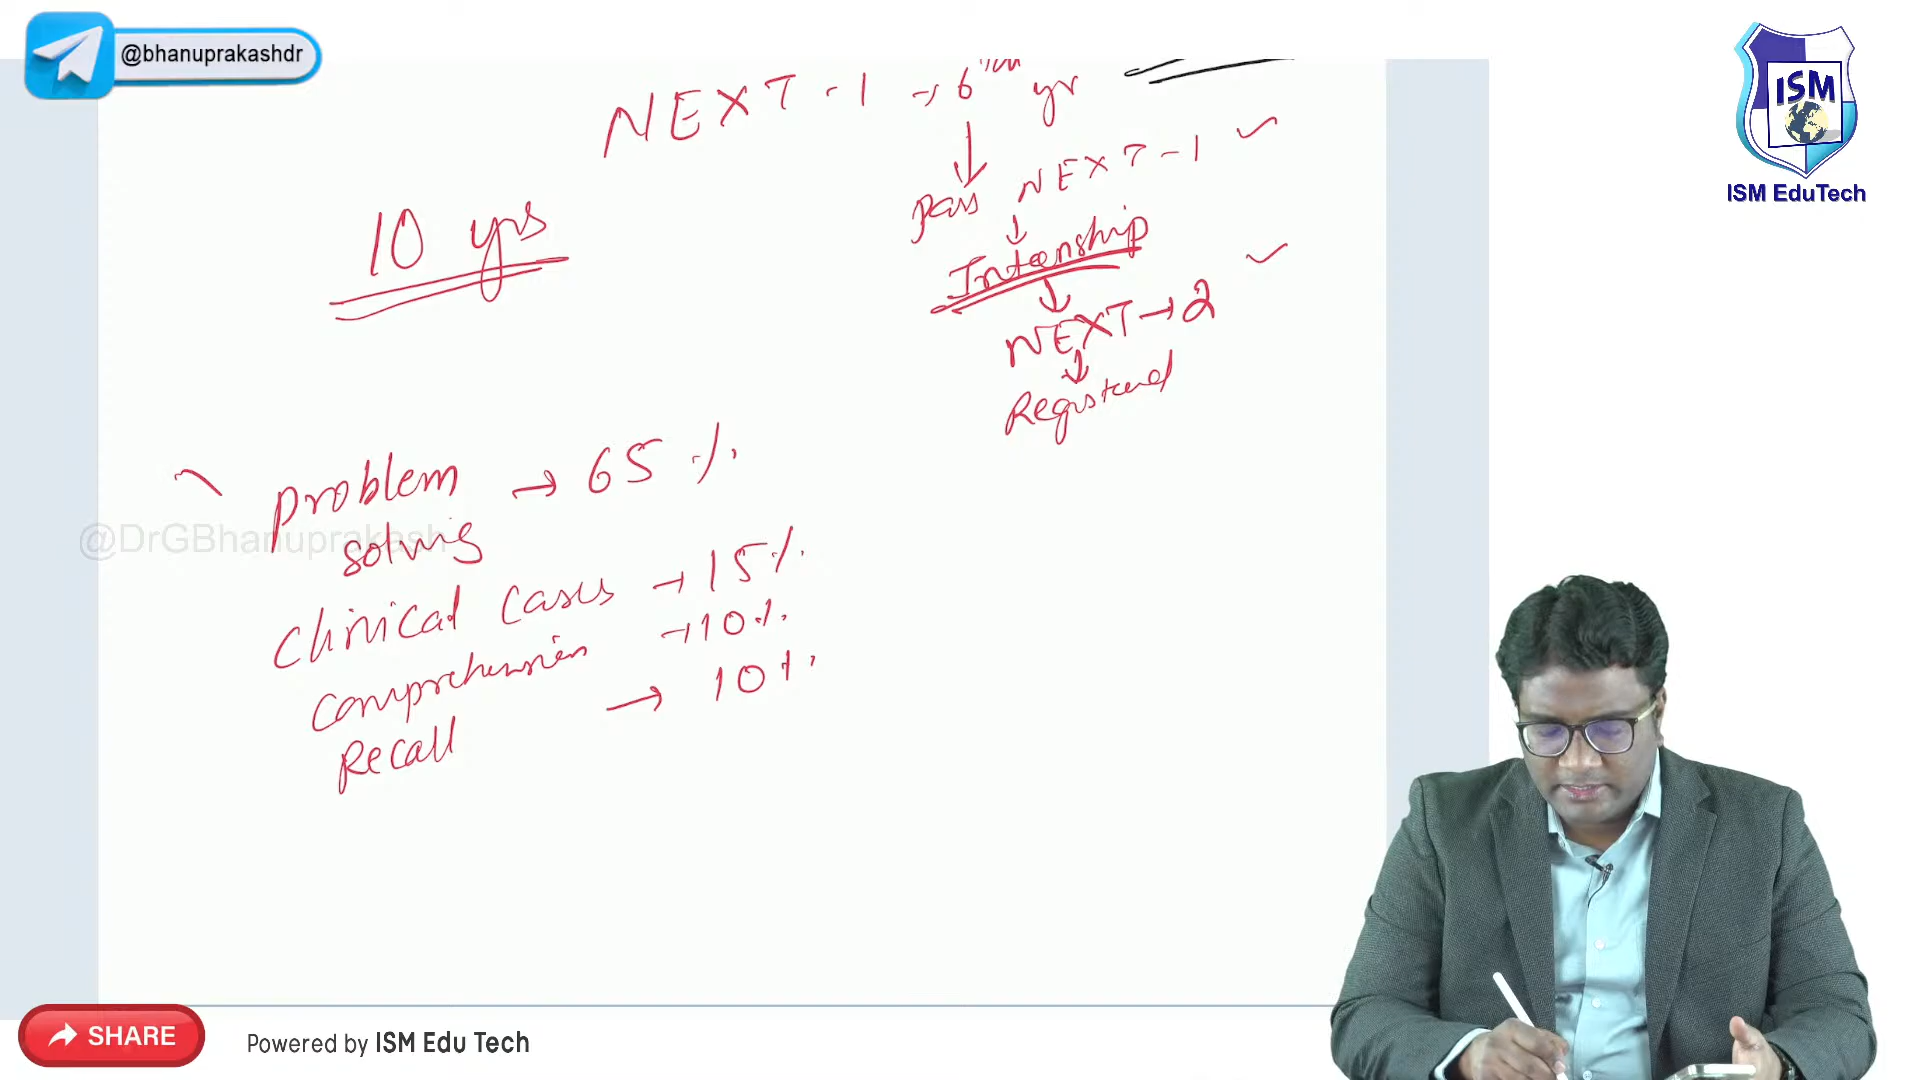 @bhanuprakashdr
NEXT-1 → 6 yr
Pass NEXT-1
Internship
NEXT → 2
Registered
10 yrs
problem → 65 %
solving
@DrGBhanuprakash
Clinical Cases → 15%
Comprehension → 10%
Recall → 10%
ISM
ISM EduTech
SHARE
Powered by ISM Edu Tech